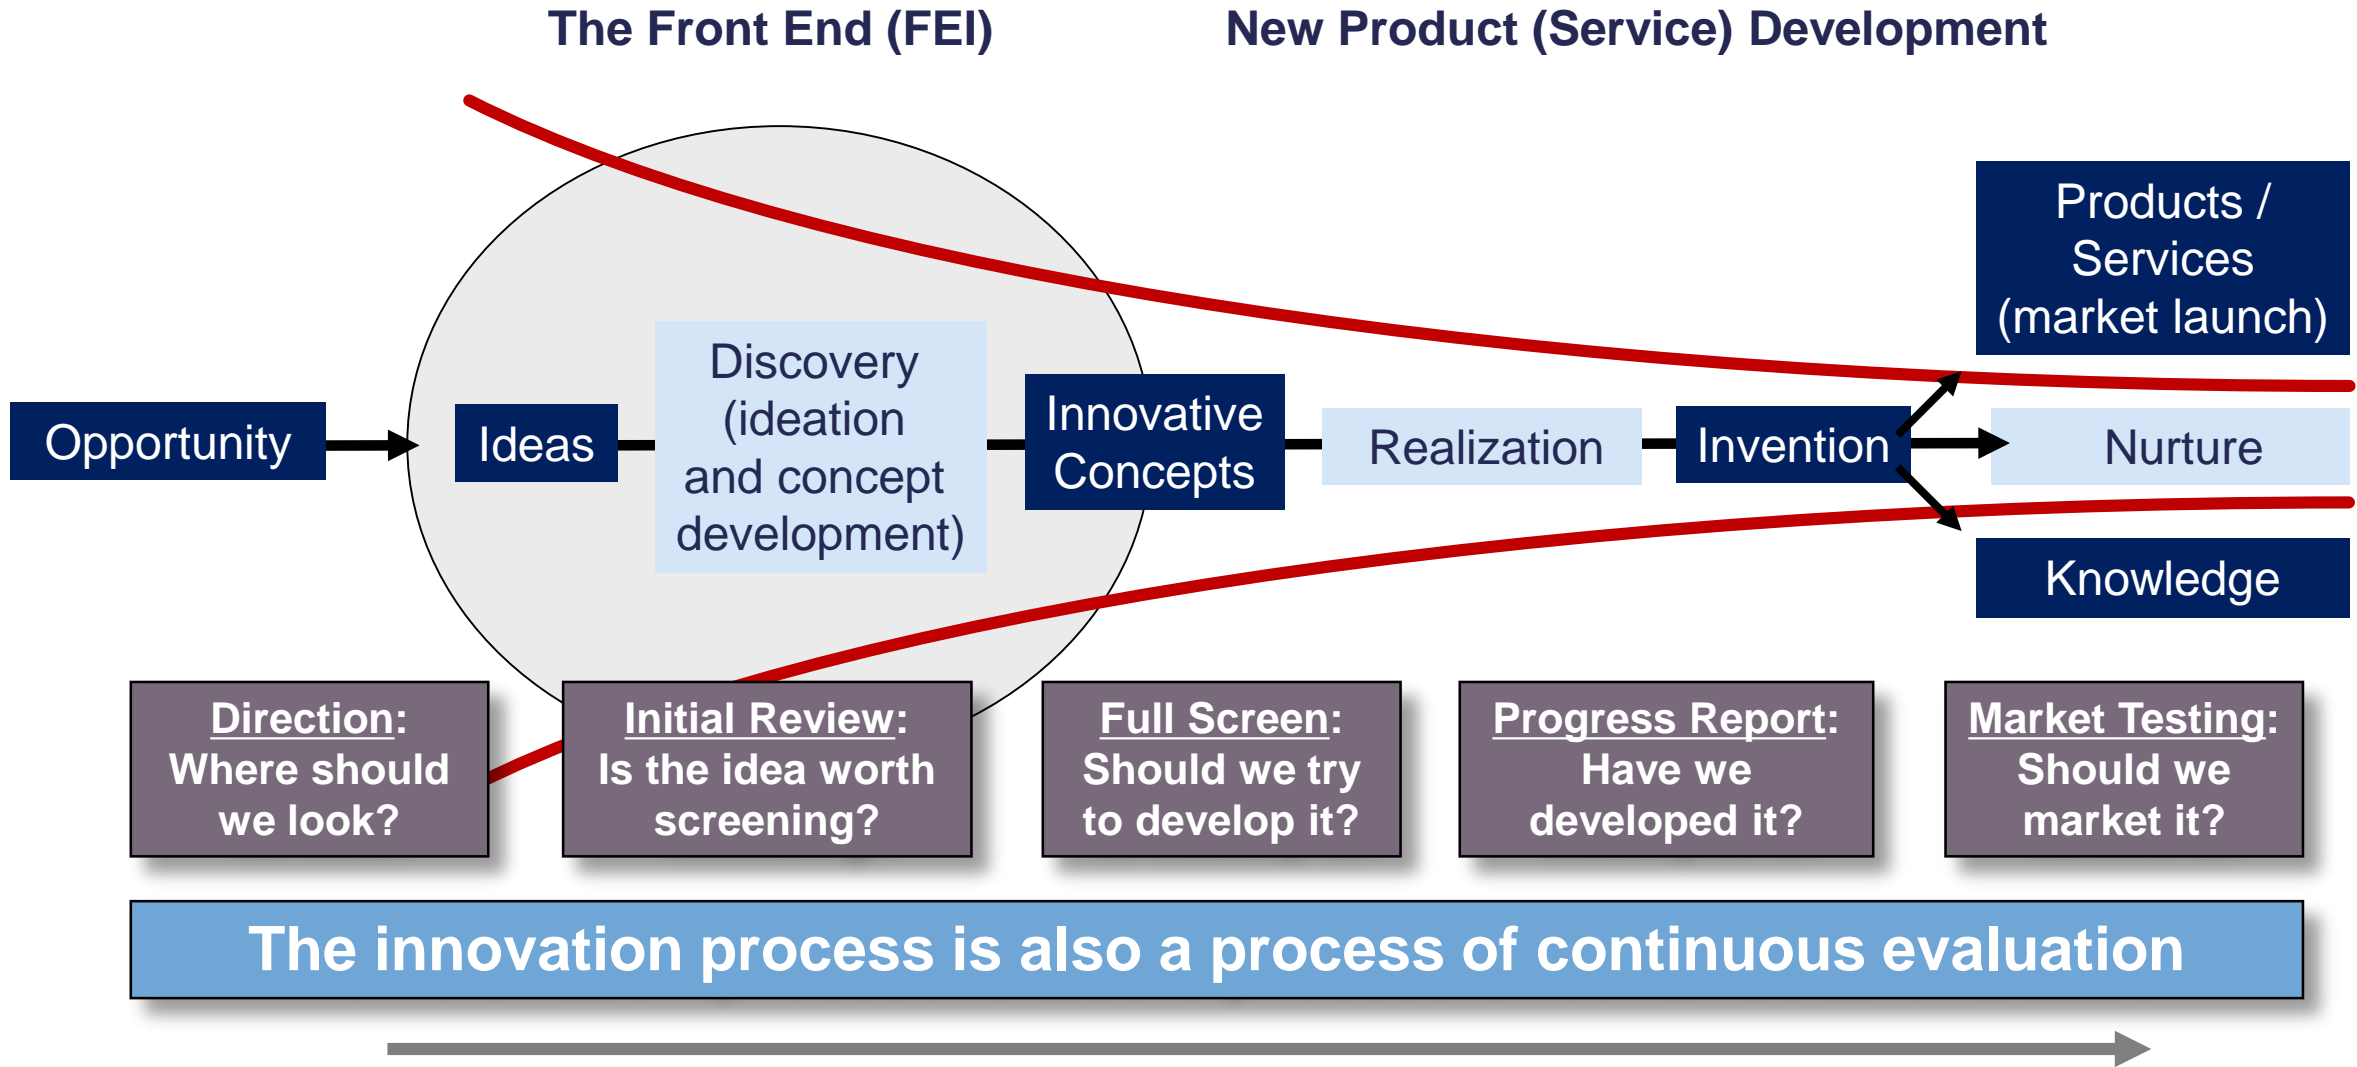 The Front End (FEI)
New Product (Service) Development
Opportunity
Ideas
Discovery
(ideation
and concept
development)
Innovative
Concepts
Realization
Invention
Products /
Services
(market launch)
Nurture
Knowledge
Direction:
Where should
we look?
Initial Review:
Is the idea worth
screening?
Full Screen:
Should we try
to develop it?
Progress Report:
Have we
developed it?
Market Testing:
Should we
market it?
The innovation process is also a process of continuous evaluation